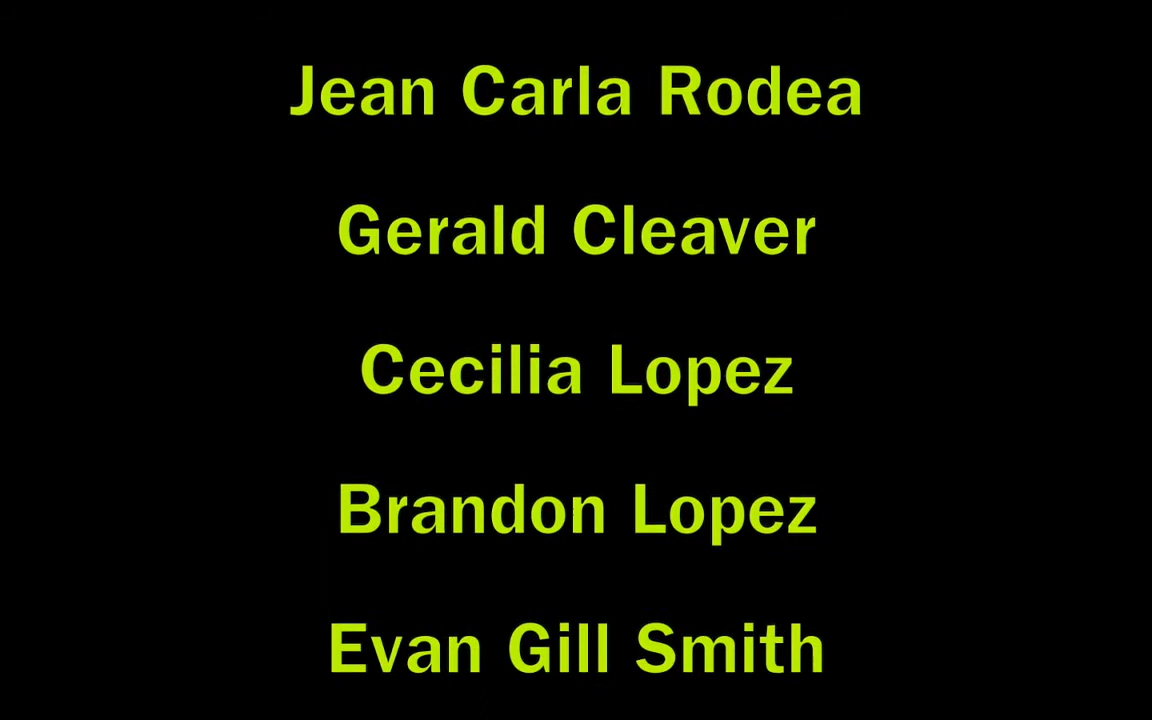 Jean Carla Rodea
Gerald Cleaver
Cecilia Lopez
Brandon Lopez
Evan Gill Smith